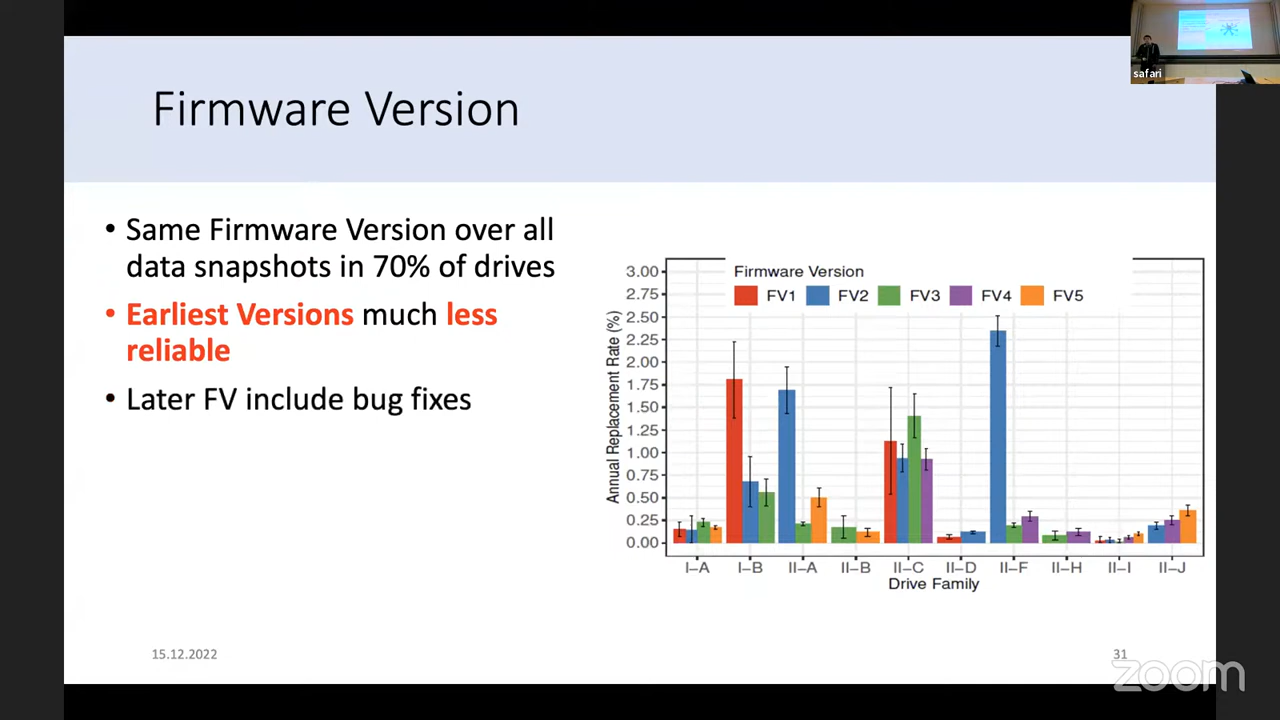 safari
Firmware Version
• Same Firmware Version over all
data snapshots in 70% of drives
• Earliest Versions much less
reliable
• Later FV include bug fixes
Firmware Version
FV1 FV2 FV3 FV4 FV5
Annual Replacement Rate (%)
3.00
2.75
2.50
2.25
2.00
1.75
1.50
1.25
1.00
0.75
0.50
0.25
0.00
I–A I–B II–A II–B II–C II–D II–F II–H II–I II–J
Drive Family
15.12.2022
31
zoom